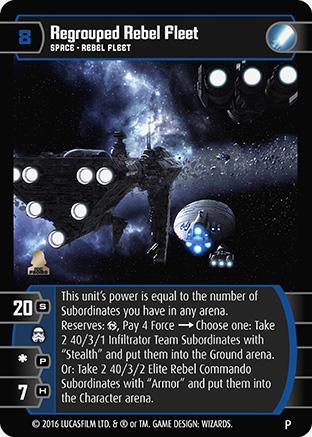 8 Regrouped Rebel Fleet
SPACE • REBEL FLEET
20 S
* P
7 H
This unit's power is equal to the number of
Subordinates you have in any arena.
Reserves: , Pay 4 Force → Choose one: Take
2 40/3/1 Infiltrator Team Subordinates with
"Stealth" and put them into the Ground arena.
Or: Take 2 40/3/2 Elite Rebel Commando
Subordinates with "Armor" and put them into
the Character arena.
© 2016 LUCASFILM LTD. & ® or TM. GAME DESIGN: WIZARDS.
P